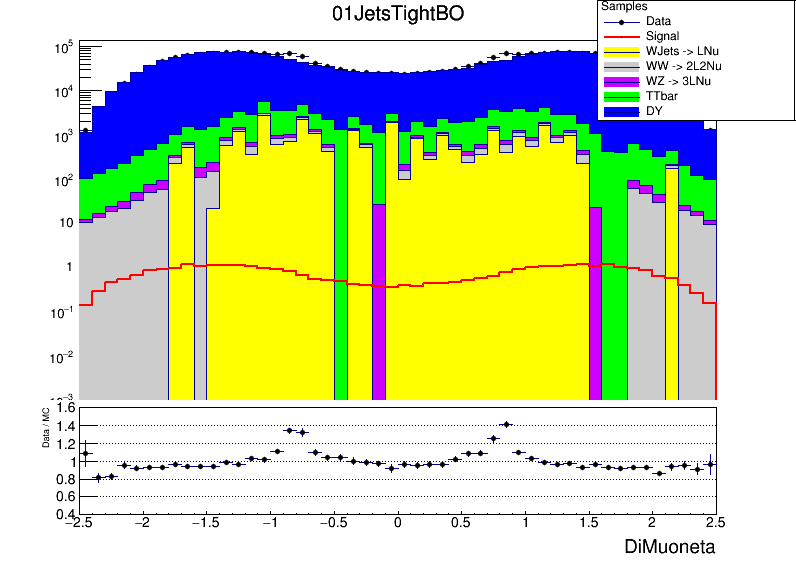 01JetsTightBO
Samples
Data
Signal
WJets -> LNu
WW -> 2L2Nu
WZ -> 3LNu
TTbar
DY
10^5
10^4
10^3
10^2
10
1
10^-1
10^-2
10^-3
Data / MC
1.6
1.4
1.2
1
0.8
0.6
0.4
−2.5 −2 −1.5 −1 −0.5 0 0.5 1 1.5 2 2.5
DiMuoneta